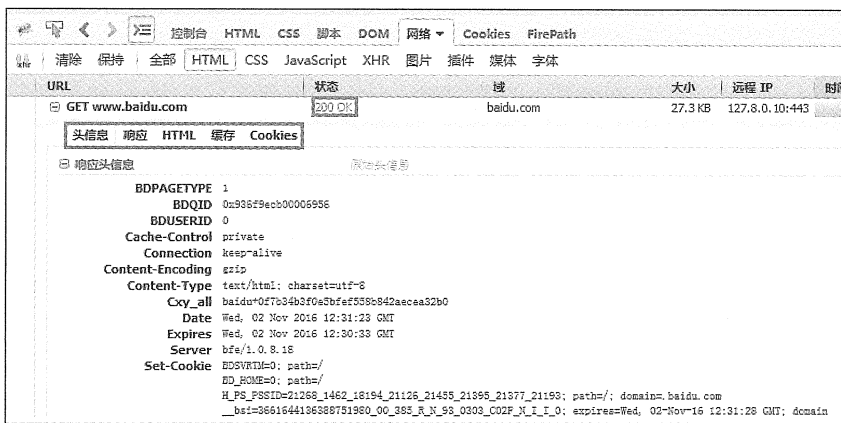 控制台 HTML CSS 脚本 DOM 网络 Cookies FirePath
清除 保持 全部 HTML CSS JavaScript XHR 图片 插件 媒体 字体
URL 状态 域 大小 远程 IP 时间
GET www.baidu.com 200 OK baidu.com 27.3 KB 127.8.0.10:443
头信息 响应 HTML 缓存 Cookies
响应头信息 原始头信息
BDPAGETYPE 1
BDQID 0x936f9ecb00006956
BDUSERID 0
Cache-Control private
Connection keep-alive
Content-Encoding gzip
Content-Type text/html; charset=utf-8
Cxy_all baidu+0f7b34b3f0e5bfef558b842aecea32b0
Date Wed, 02 Nov 2016 12:31:23 GMT
Expires Wed, 02 Nov 2016 12:30:33 GMT
Server bfe/1.0.8.18
Set-Cookie BDSVRTM=0; path=/
BD_HOME=0; path=/
H_PS_PSSID=21268_1462_18194_21126_21455_21395_21377_21193; path=/; domain=.baidu.com
__bsi=3661644136388751980_00_385_R_N_93_0303_C02F_N_I_I_0; expires=Wed, 02-Nov-16 12:31:28 GMT; domain